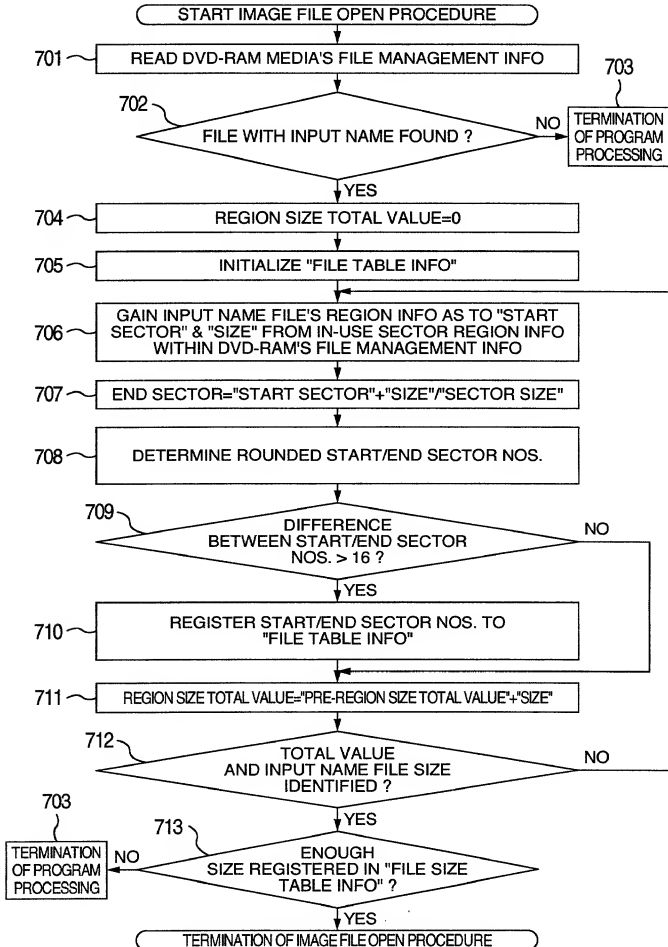 START IMAGE FILE OPEN PROCEDURE
701
READ DVD-RAM MEDIA'S FILE MANAGEMENT INFO
702
FILE WITH INPUT NAME FOUND ?
NO
703
TERMINATION
OF PROGRAM
PROCESSING
YES
704
REGION SIZE TOTAL VALUE=0
705
INITIALIZE "FILE TABLE INFO"
706
GAIN INPUT NAME FILE'S REGION INFO AS TO "START
SECTOR" & "SIZE" FROM IN-USE SECTOR REGION INFO
WITHIN DVD-RAM'S FILE MANAGEMENT INFO
707
END SECTOR="START SECTOR"+"SIZE"/"SECTOR SIZE"
708
DETERMINE ROUNDED START/END SECTOR NOS.
709
DIFFERENCE
BETWEEN START/END SECTOR
NOS. > 16 ?
NO
YES
710
REGISTER START/END SECTOR NOS. TO
"FILE TABLE INFO"
711
REGION SIZE TOTAL VALUE="PRE-REGION SIZE TOTAL VALUE"+"SIZE"
712
TOTAL VALUE
AND INPUT NAME FILE SIZE
IDENTIFIED ?
NO
YES
713
ENOUGH
SIZE REGISTERED IN "FILE SIZE
TABLE INFO" ?
NO
703
TERMINATION
OF PROGRAM
PROCESSING
YES
TERMINATION OF IMAGE FILE OPEN PROCEDURE